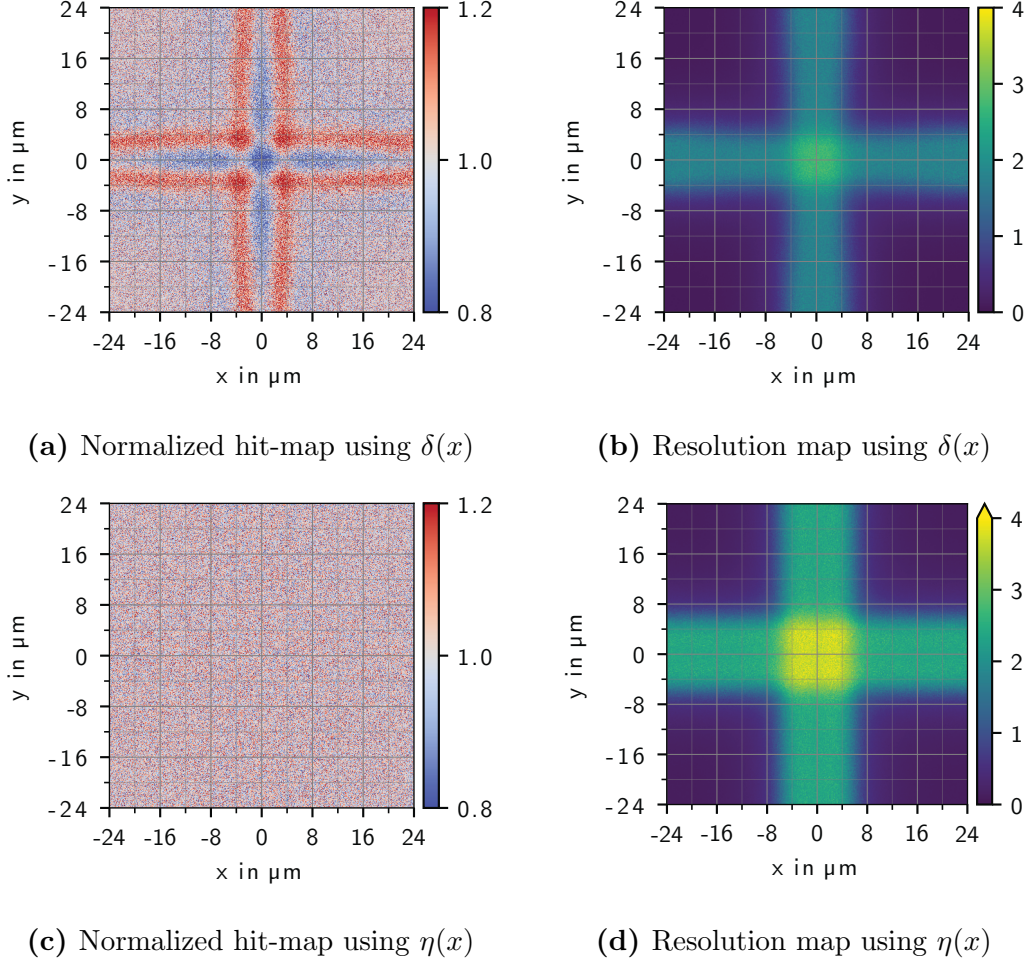 24
16
8
0
-8
-16
-24
y in µm
-24 -16 -8 0 8 16 24
x in µm
1.2
1.0
0.8
24
16
8
0
-8
-16
-24
y in µm
-24 -16 -8 0 8 16 24
x in µm
4
3
2
1
0
(a) Normalized hit-map using δ(x)
(b) Resolution map using δ(x)
24
16
8
0
-8
-16
-24
y in µm
-24 -16 -8 0 8 16 24
x in µm
1.2
1.0
0.8
24
16
8
0
-8
-16
-24
y in µm
-24 -16 -8 0 8 16 24
x in µm
4
3
2
1
0
(c) Normalized hit-map using η(x)
(d) Resolution map using η(x)